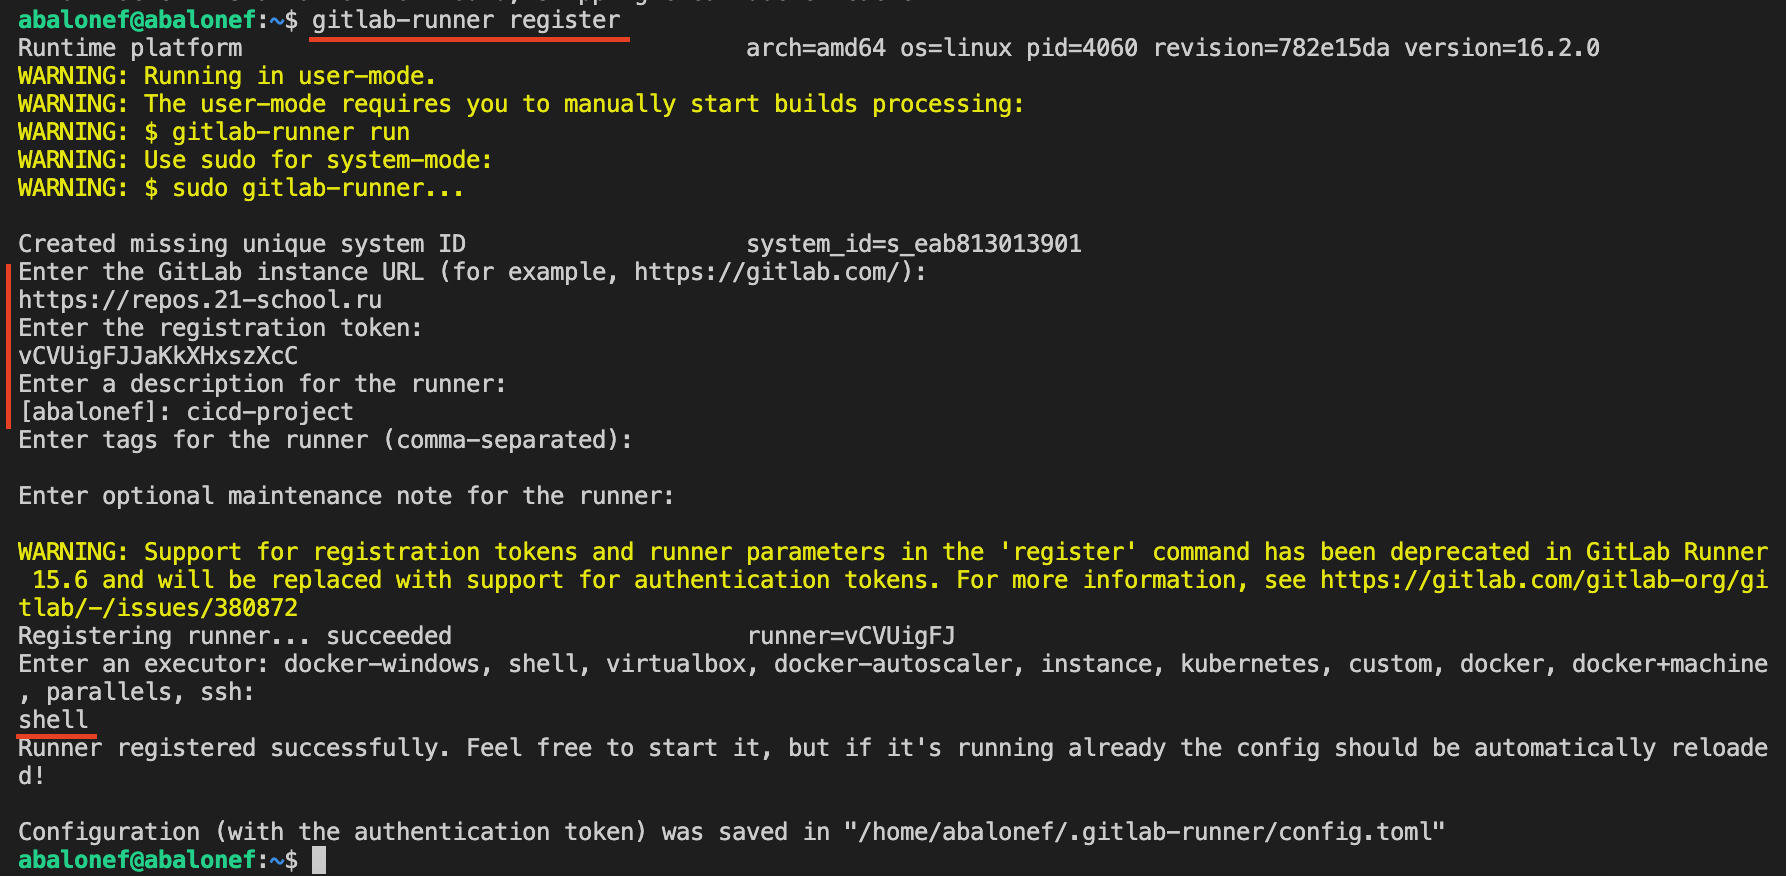 abalonef@abalonef:~$ gitlab-runner register
Runtime platform                                    arch=amd64 os=linux pid=4060 revision=782e15da version=16.2.0
WARNING: Running in user-mode.
WARNING: The user-mode requires you to manually start builds processing:
WARNING: $ gitlab-runner run
WARNING: Use sudo for system-mode:
WARNING: $ sudo gitlab-runner...
Created missing unique system ID                    system_id=s_eab813013901
Enter the GitLab instance URL (for example, https://gitlab.com/):
https://repos.21-school.ru
Enter the registration token:
vCVUigFJJaKkXHxszXcC
Enter a description for the runner:
[abalonef]: cicd-project
Enter tags for the runner (comma-separated):
Enter optional maintenance note for the runner:
WARNING: Support for registration tokens and runner parameters in the 'register' command has been deprecated in GitLab Runner
 15.6 and will be replaced with support for authentication tokens. For more information, see https://gitlab.com/gitlab-org/gi
tlab/-/issues/380872
Registering runner... succeeded                     runner=vCVUigFJ
Enter an executor: docker-windows, shell, virtualbox, docker-autoscaler, instance, kubernetes, custom, docker, docker+machine
, parallels, ssh:
shell
Runner registered successfully. Feel free to start it, but if it's running already the config should be automatically reloade
d!
Configuration (with the authentication token) was saved in "/home/abalonef/.gitlab-runner/config.toml"
abalonef@abalonef:~$